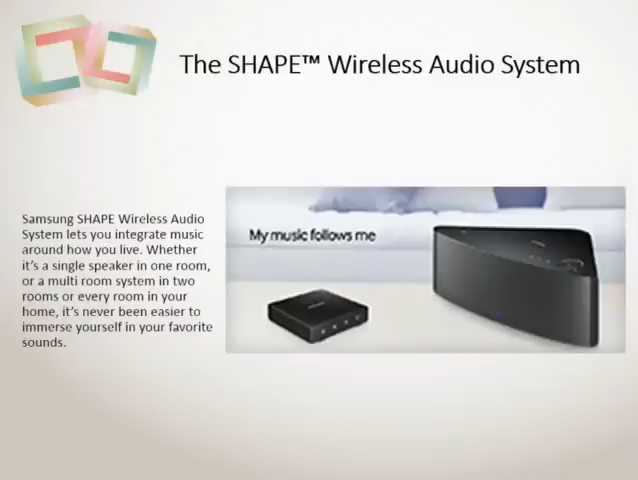 The SHAPE™ Wireless Audio System
Samsung SHAPE Wireless Audio
System lets you integrate music
around how you live. Whether
it's a single speaker in one room,
or a multi room system in two
rooms or every room in your
home, it's never been easier to
immerse yourself in your favorite
sounds.
My music follows me